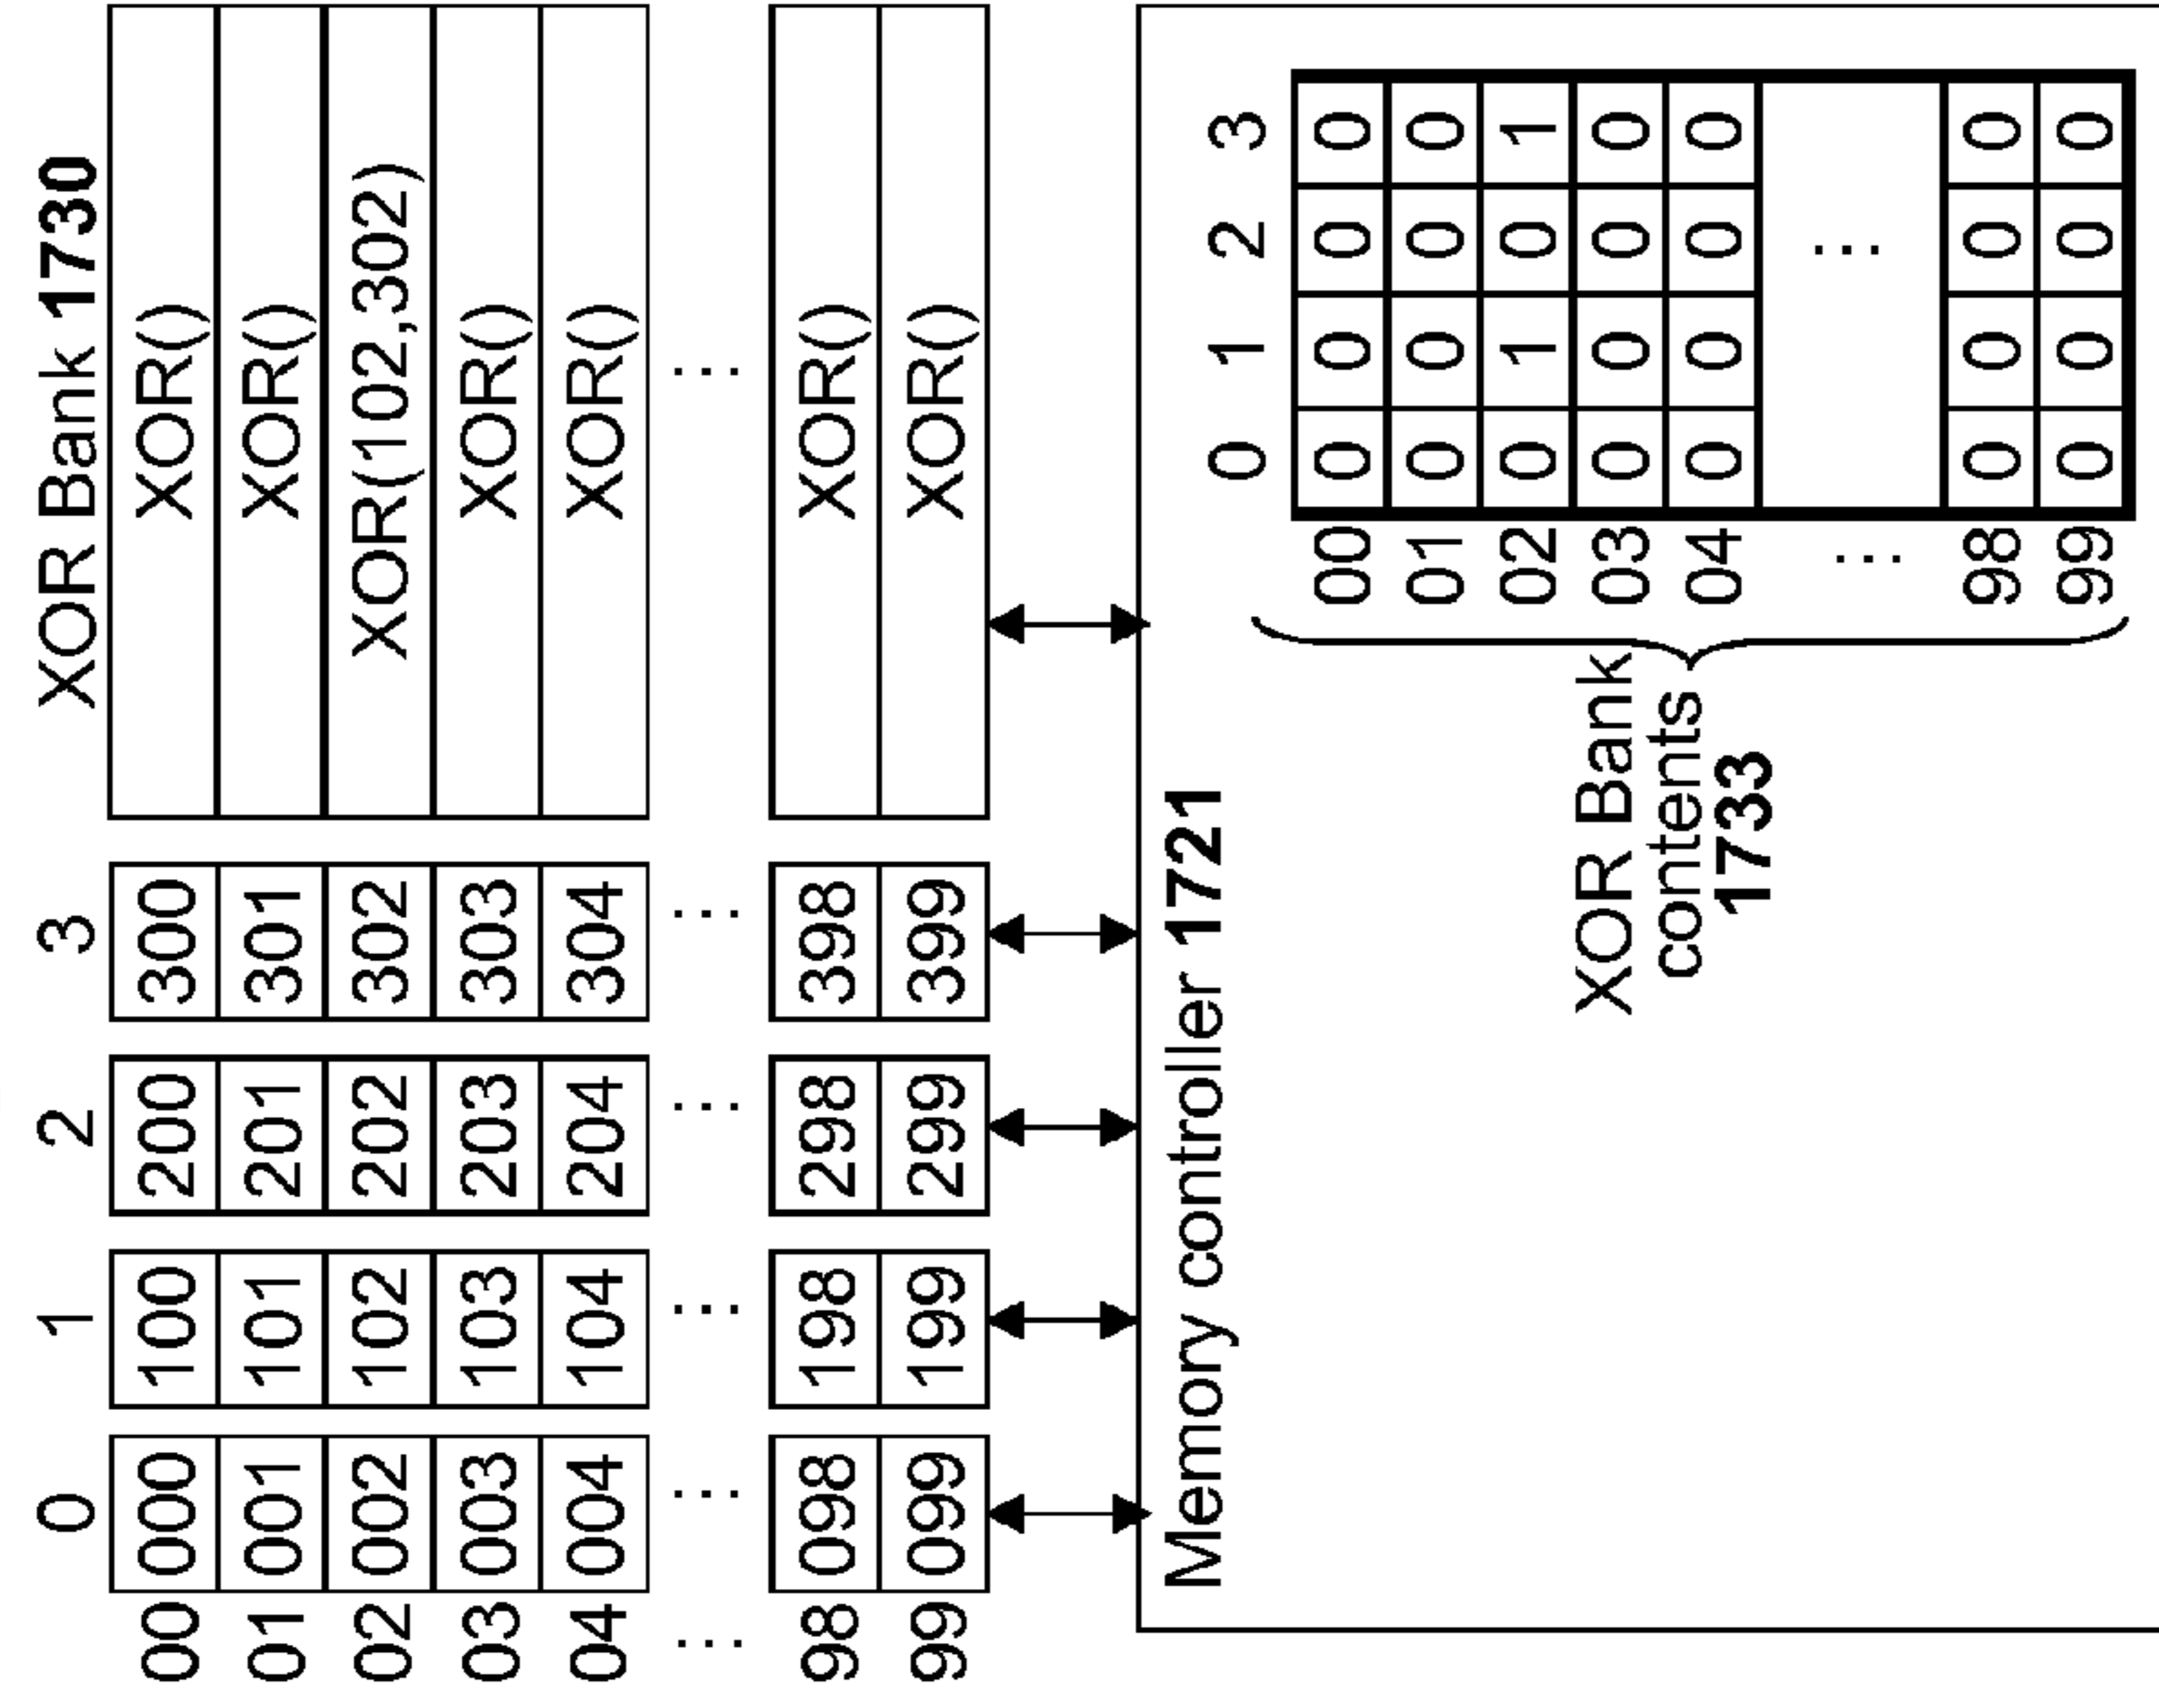 0 1 2 3 XOR Bank 1730
00 000 100 200 300 XOR()
01 001 101 201 301 XOR()
02 002 102 202 302 XOR(102,302)
03 003 103 203 303 XOR()
04 004 104 204 304 XOR()
... ... ... ... ... ...
98 098 198 298 398 XOR()
99 099 199 299 399 XOR()
Memory controller 1721
0 1 2 3
00 0 0 0 0
01 0 0 0 0
02 0 1 0 1
03 0 0 0 0
04 0 0 0 0
... ...
98 0 0 0 0
99 0 0 0 0
XOR Bank
contents
1733